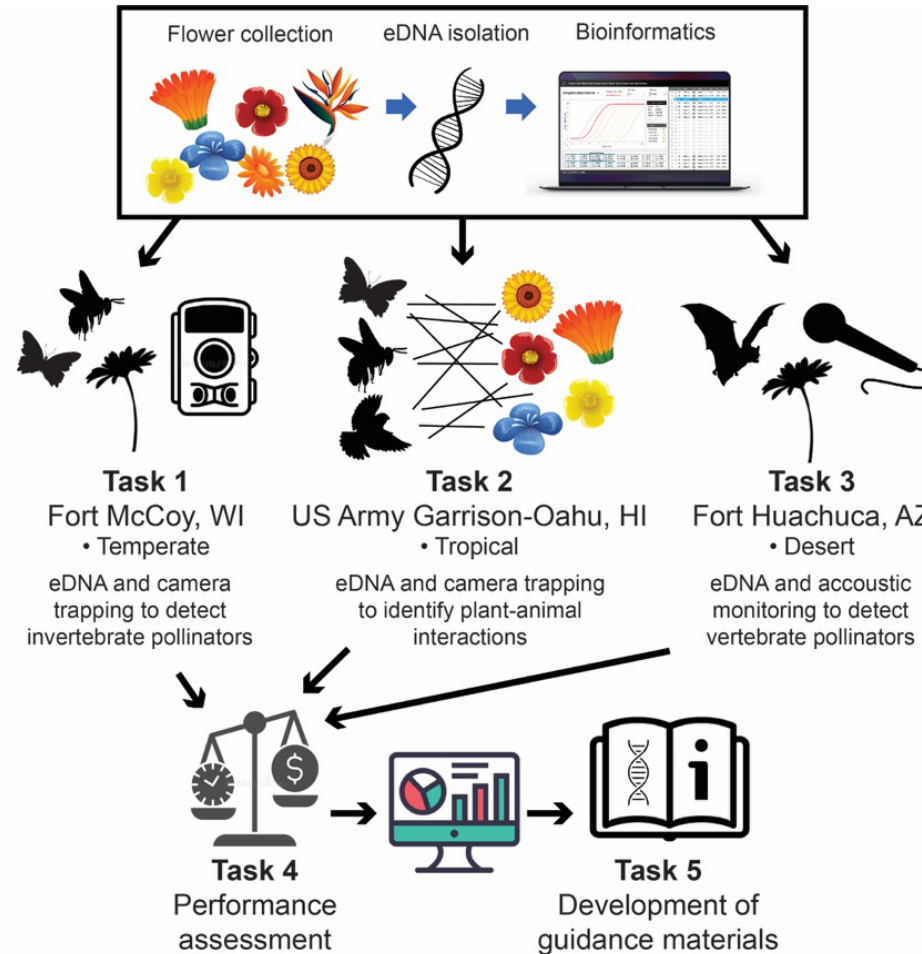 Flower collection
eDNA isolation
Bioinformatics
Task 1
Fort McCoy, WI
• Temperate
eDNA and camera
trapping to detect
invertebrate pollinators
Task 2
US Army Garrison-Oahu, HI
• Tropical
eDNA and camera trapping
to identify plant-animal
interactions
Task 3
Fort Huachuca, AZ
• Desert
eDNA and accoustic
monitoring to detect
vertebrate pollinators
$
i
Task 4
Performance
assessment
Task 5
Development of
guidance materials